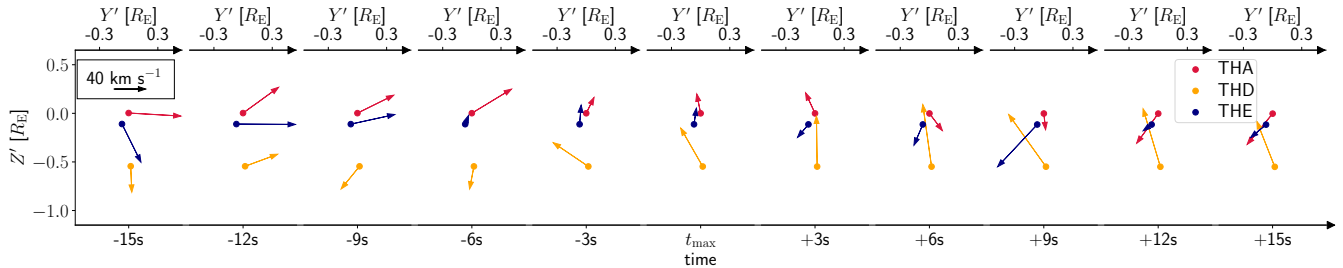 Y′ [R_E] Y′ [R_E] Y′ [R_E] Y′ [R_E] Y′ [R_E] Y′ [R_E] Y′ [R_E] Y′ [R_E] Y′ [R_E] Y′ [R_E] Y′ [R_E]
-0.3 0.3 -0.3 0.3 -0.3 0.3 -0.3 0.3 -0.3 0.3 -0.3 0.3 -0.3 0.3 -0.3 0.3 -0.3 0.3 -0.3 0.3 -0.3 0.3
0.5
40 km s⁻¹
THA
THD
THE
0.0
Z′ [R_E]
−0.5
−1.0
-15s -12s -9s -6s -3s t_max +3s +6s +9s +12s +15s
time